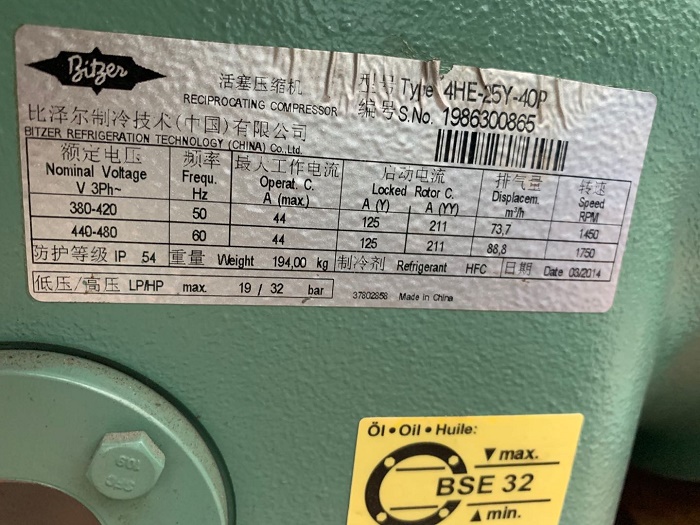 Bitzer
活塞压缩机 型号 Type 4HE-25Y-40P
RECIPROCATING COMPRESSOR 编号 S.No. 1986300865
比泽尔制冷技术(中国)有限公司
BITZER REFRIGERATION TECHNOLOGY (CHINA) Co.,Ltd.
额定电压 频率 最大工作电流 启动电流 排气量 转速
Nominal Voltage Frequ. Operat. C. Locked Rotor C. Displacem. Speed
V 3Ph~ Hz A (max.) A (Y) A (YY) m³/h RPM
380-420 50 44 125 211 73,7 1450
440-480 60 44 125 211 88,8 1750
防护等级 IP 54 重量 Weight 194,00 kg 制冷剂 Refrigerant HFC 日期 Date 03/2014
低压/高压 LP/HP max. 19 / 32 bar 37802858 Made in China
Öl • Oil • Huile:
▼ max.
BSE 32
▲ min.